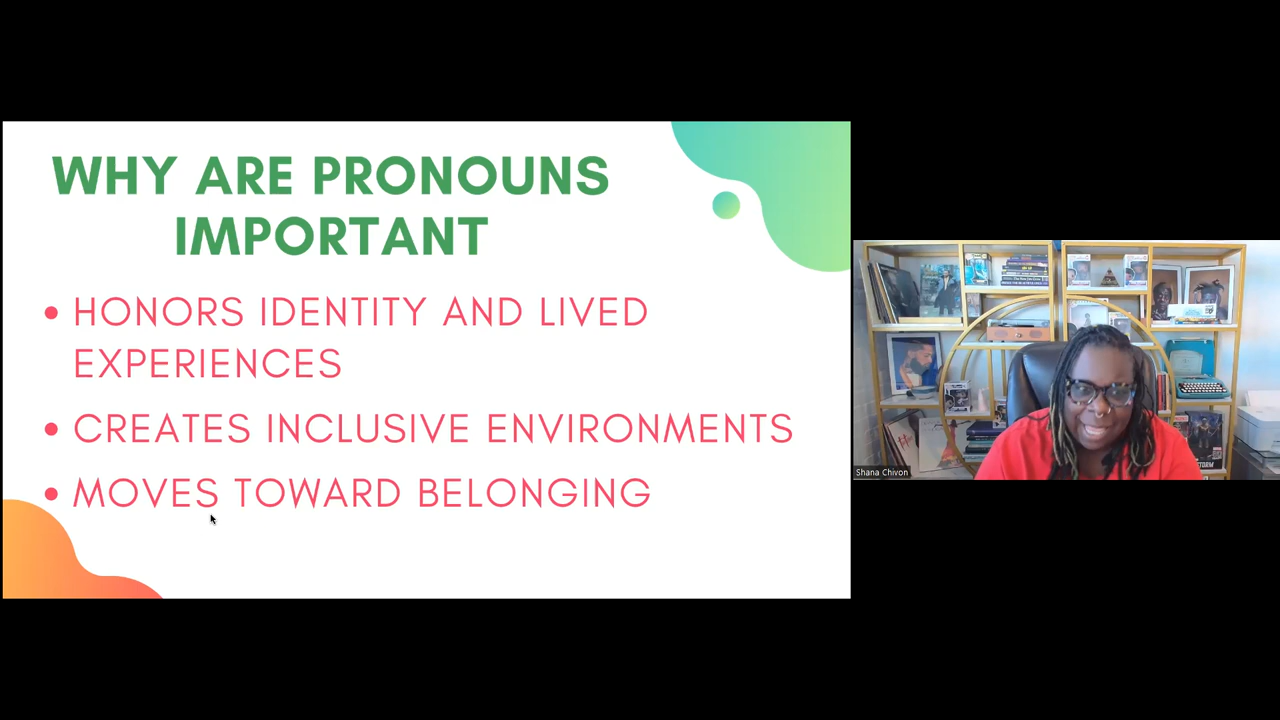 WHY ARE PRONOUNS
IMPORTANT
• HONORS IDENTITY AND LIVED
EXPERIENCES
• CREATES INCLUSIVE ENVIRONMENTS
• MOVES TOWARD BELONGING
Shana Chivon